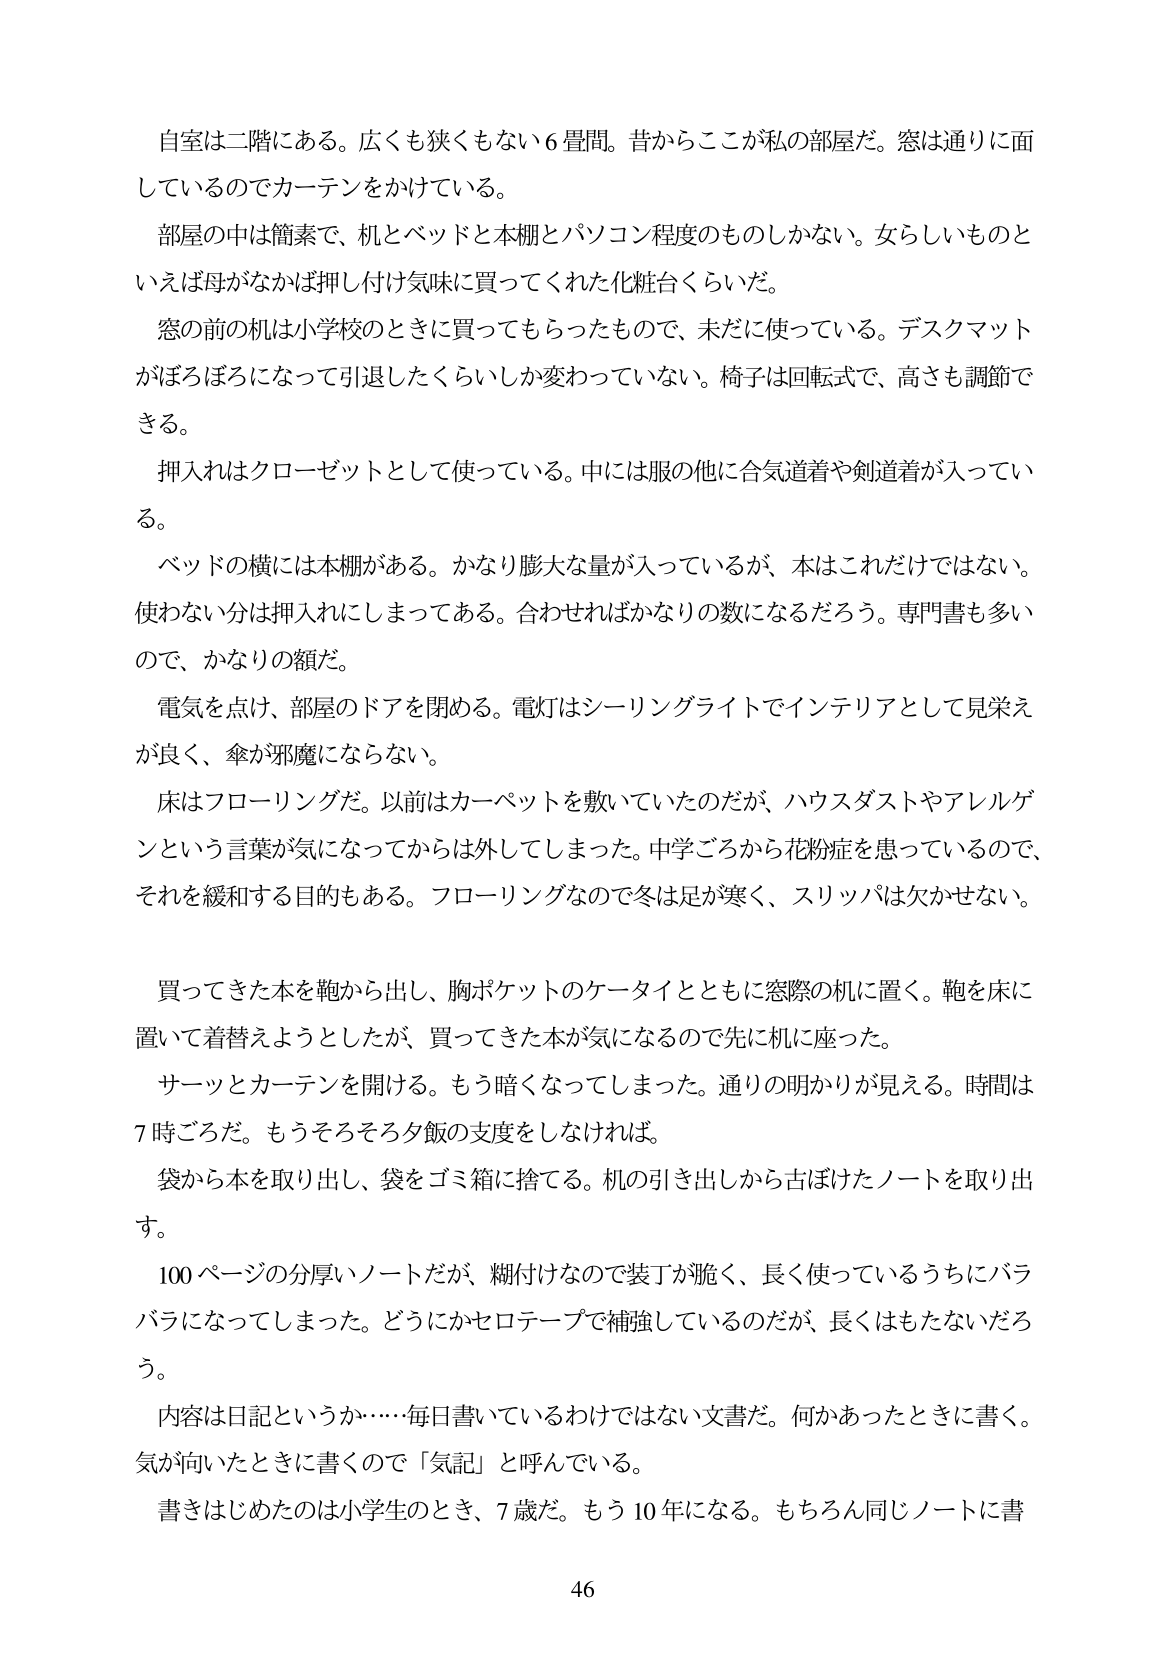 自室は二階にある。広くも狭くもない 6 畳間。昔からここが私の部屋だ。窓は通りに面
しているのでカーテンをかけている。
部屋の中は簡素で、机とベッドと本棚とパソコン程度のものしかない。女らしいものと
いえば母がなかば押し付け気味に買ってくれた化粧台くらいだ。
窓の前の机は小学校のときに買ってもらったもので、未だに使っている。デスクマット
がぼろぼろになって引退したくらいしか変わっていない。椅子は回転式で、高さも調節で
きる。
押入れはクローゼットとして使っている。中には服の他に合気道着や剣道着が入ってい
る。
ベッドの横には本棚がある。かなり膨大な量が入っているが、本はこれだけではない。
使わない分は押入れにしまってある。合わせればかなりの数になるだろう。専門書も多い
ので、かなりの額だ。
電気を点け、部屋のドアを閉める。電灯はシーリングライトでインテリアとして見栄え
が良く、傘が邪魔にならない。
床はフローリングだ。以前はカーペットを敷いていたのだが、ハウスダストやアレルゲ
ンという言葉が気になってからは外してしまった。中学ごろから花粉症を患っているので、
それを緩和する目的もある。フローリングなので冬は足が寒く、スリッパは欠かせない。
買ってきた本を鞄から出し、胸ポケットのケータイとともに窓際の机に置く。鞄を床に
置いて着替えようとしたが、買ってきた本が気になるので先に机に座った。
サーッとカーテンを開ける。もう暗くなってしまった。通りの明かりが見える。時間は
7 時ごろだ。もうそろそろ夕飯の支度をしなければ。
袋から本を取り出し、袋をゴミ箱に捨てる。机の引き出しから古ぼけたノートを取り出
す。
100 ページの分厚いノートだが、糊付けなので装丁が脆く、長く使っているうちにバラ
バラになってしまった。どうにかセロテープで補強しているのだが、長くはもたないだろ
う。
内容は日記というか……毎日書いているわけではない文書だ。何かあったときに書く。
気が向いたときに書くので「気記」と呼んでいる。
書きはじめたのは小学生のとき、7 歳だ。もう 10 年になる。もちろん同じノートに書
46